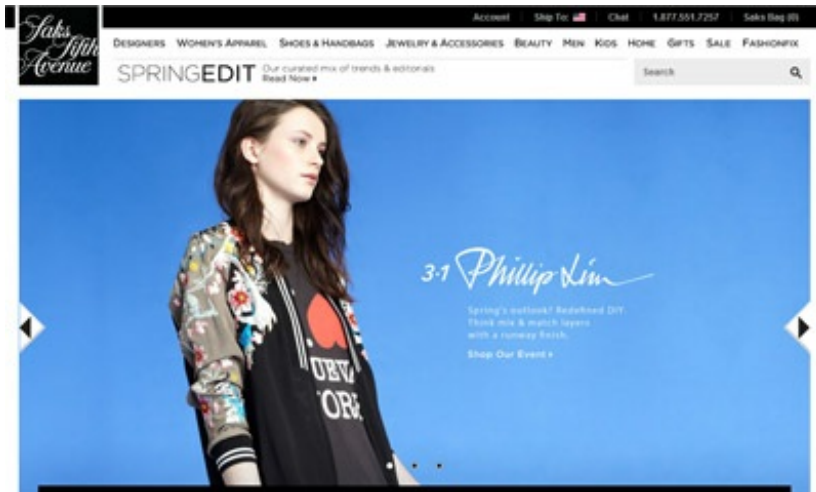 Account Ship To: Chat 1.877.551.7257 Saks Bag (0)
Saks
Fifth
Avenue
DESIGNERS WOMEN'S APPAREL SHOES & HANDBAGS JEWELRY & ACCESSORIES BEAUTY MEN KIDS HOME GIFTS SALE FASHIONFIX
SPRINGEDIT
Our curated mix of trends & editorials
Read Now
Search
3.1 Phillip Lim
Spring's outlook? Redefined DIY.
Think mix & match layers
with a runway finish.
Shop Our Event